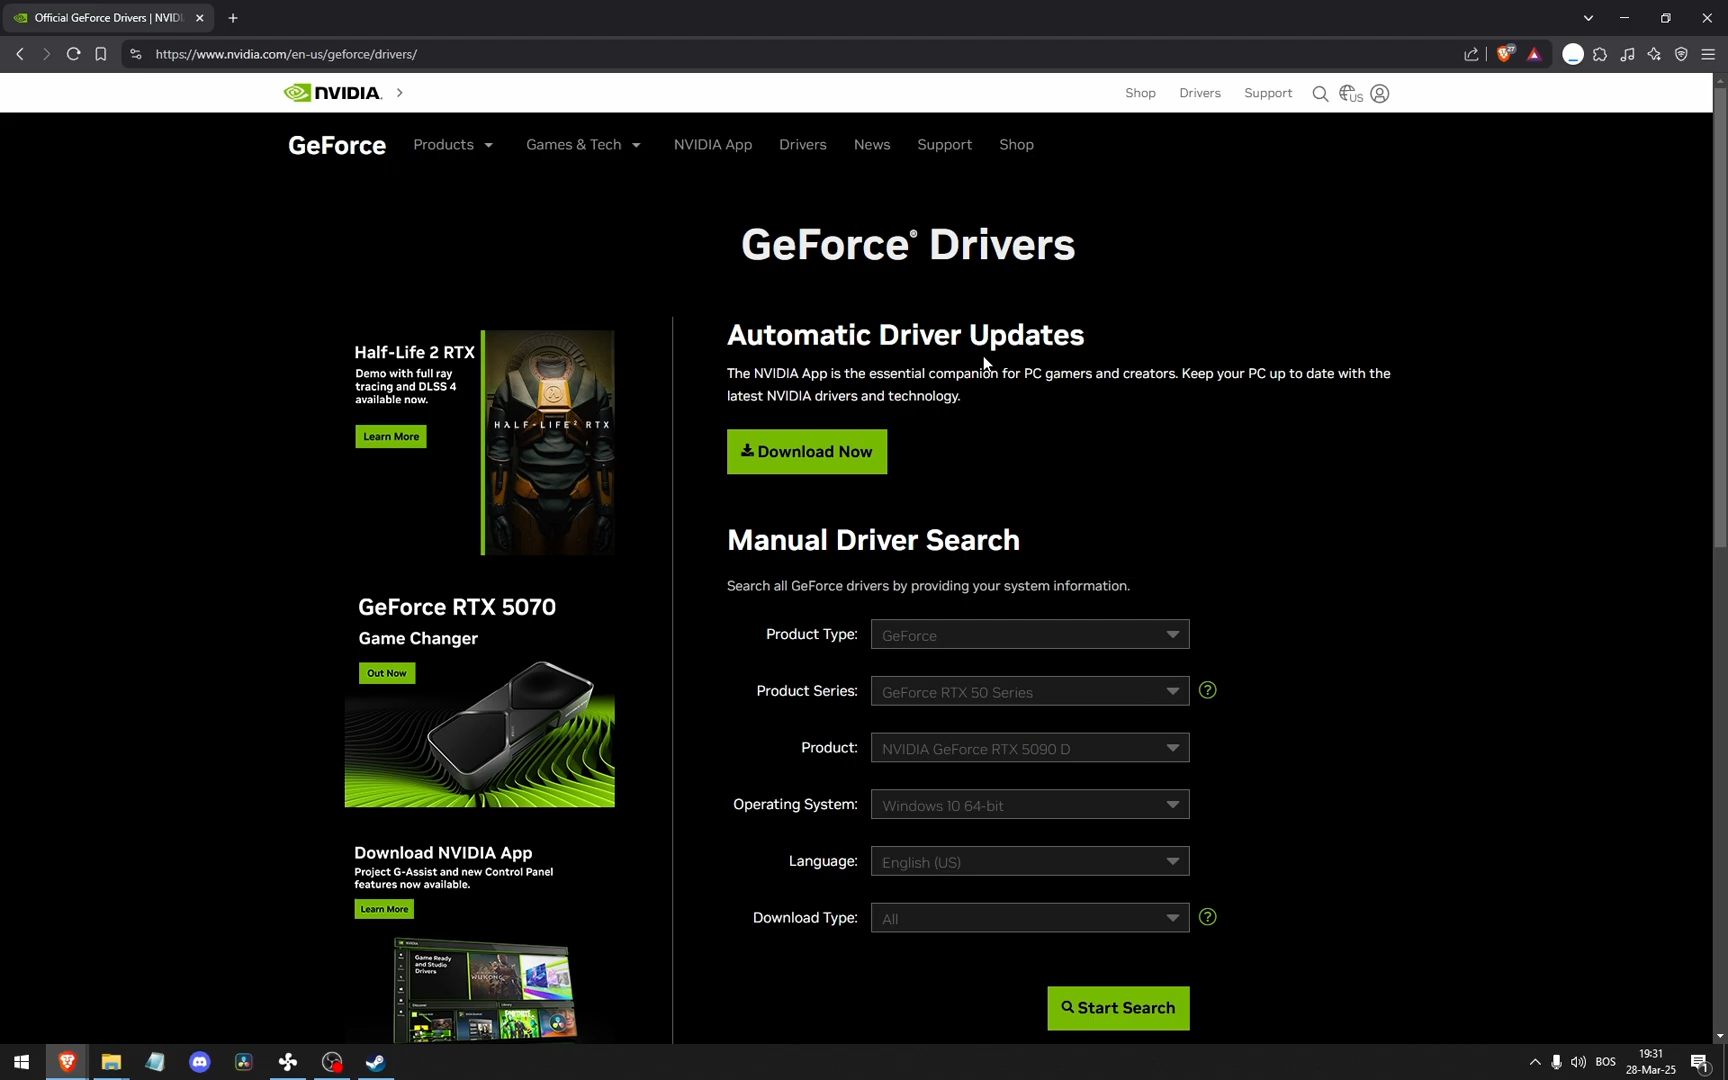 Official GeForce Drivers | NVID
https://www.nvidia.com/en-us/geforce/drivers/
27
NVIDIA.
Shop
Drivers
Support
US
GeForce
Products
Games & Tech
NVIDIA App
Drivers
News
Support
Shop
GeForce® Drivers
Half-Life 2 RTX
Demo with full ray
tracing and DLSS 4
available now.
Learn More
HALF-LIFE² RTX
Automatic Driver Updates
The NVIDIA App is the essential companion for PC gamers and creators. Keep your PC up to date with the
latest NVIDIA drivers and technology.
Download Now
Manual Driver Search
Search all GeForce drivers by providing your system information.
GeForce RTX 5070
Game Changer
Out Now
Product Type:
GeForce
Product Series:
GeForce RTX 50 Series
?
Product:
NVIDIA GeForce RTX 5090 D
Operating System:
Windows 10 64-bit
Language:
English (US)
Download Type:
All
?
Start Search
Download NVIDIA App
Project G-Assist and new Control Panel
features now available.
Learn More
Game Ready
and Studio
Drivers
BOS
19:31
28-Mar-25
1